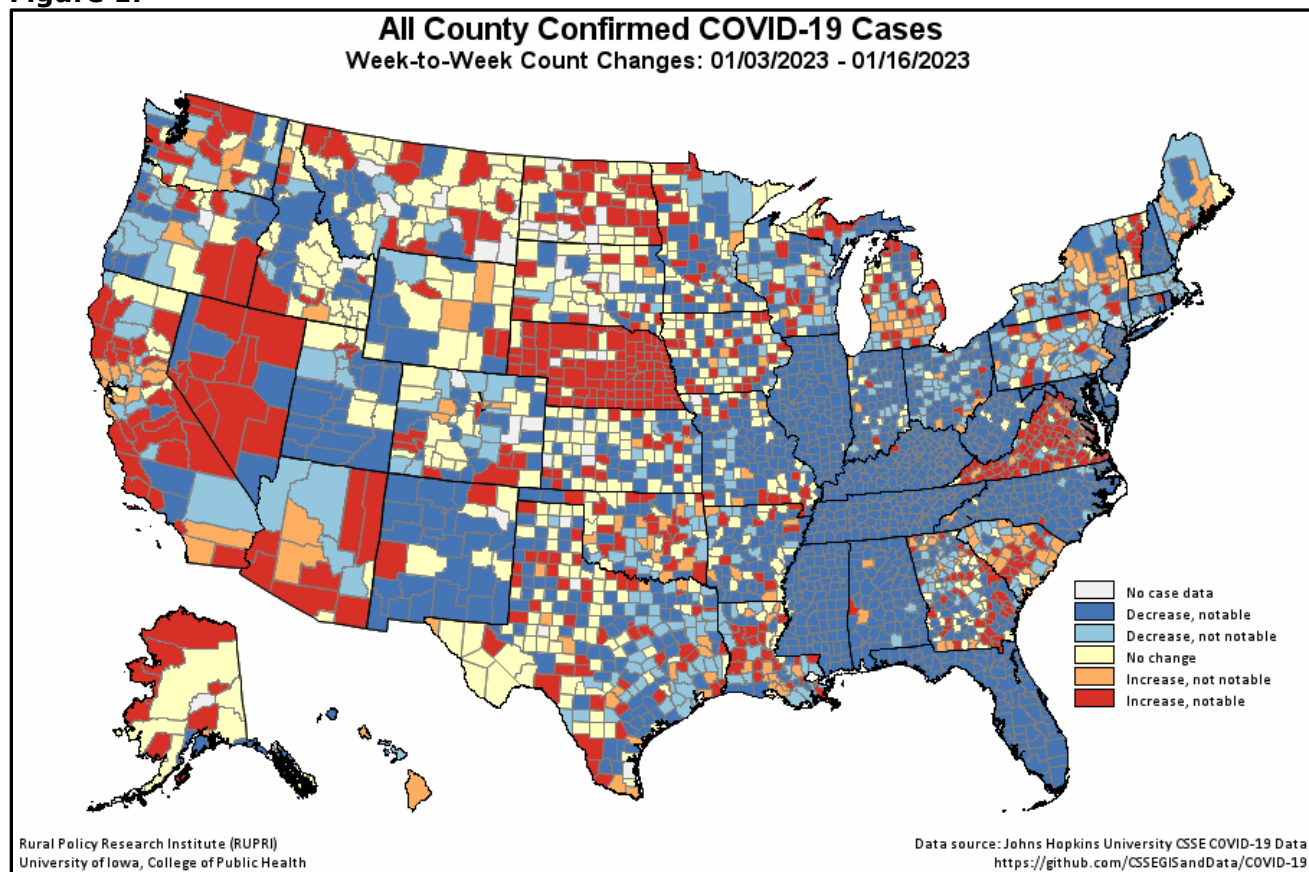 All County Confirmed COVID-19 Cases
Week-to-Week Count Changes: 01/03/2023 - 01/16/2023
No case data
Decrease, notable
Decrease, not notable
No change
Increase, not notable
Increase, notable
Rural Policy Research Institute (RUPRI)
University of Iowa, College of Public Health
Data source: Johns Hopkins University CSSE COVID-19 Data
https://github.com/CSSEGISandData/COVID-19